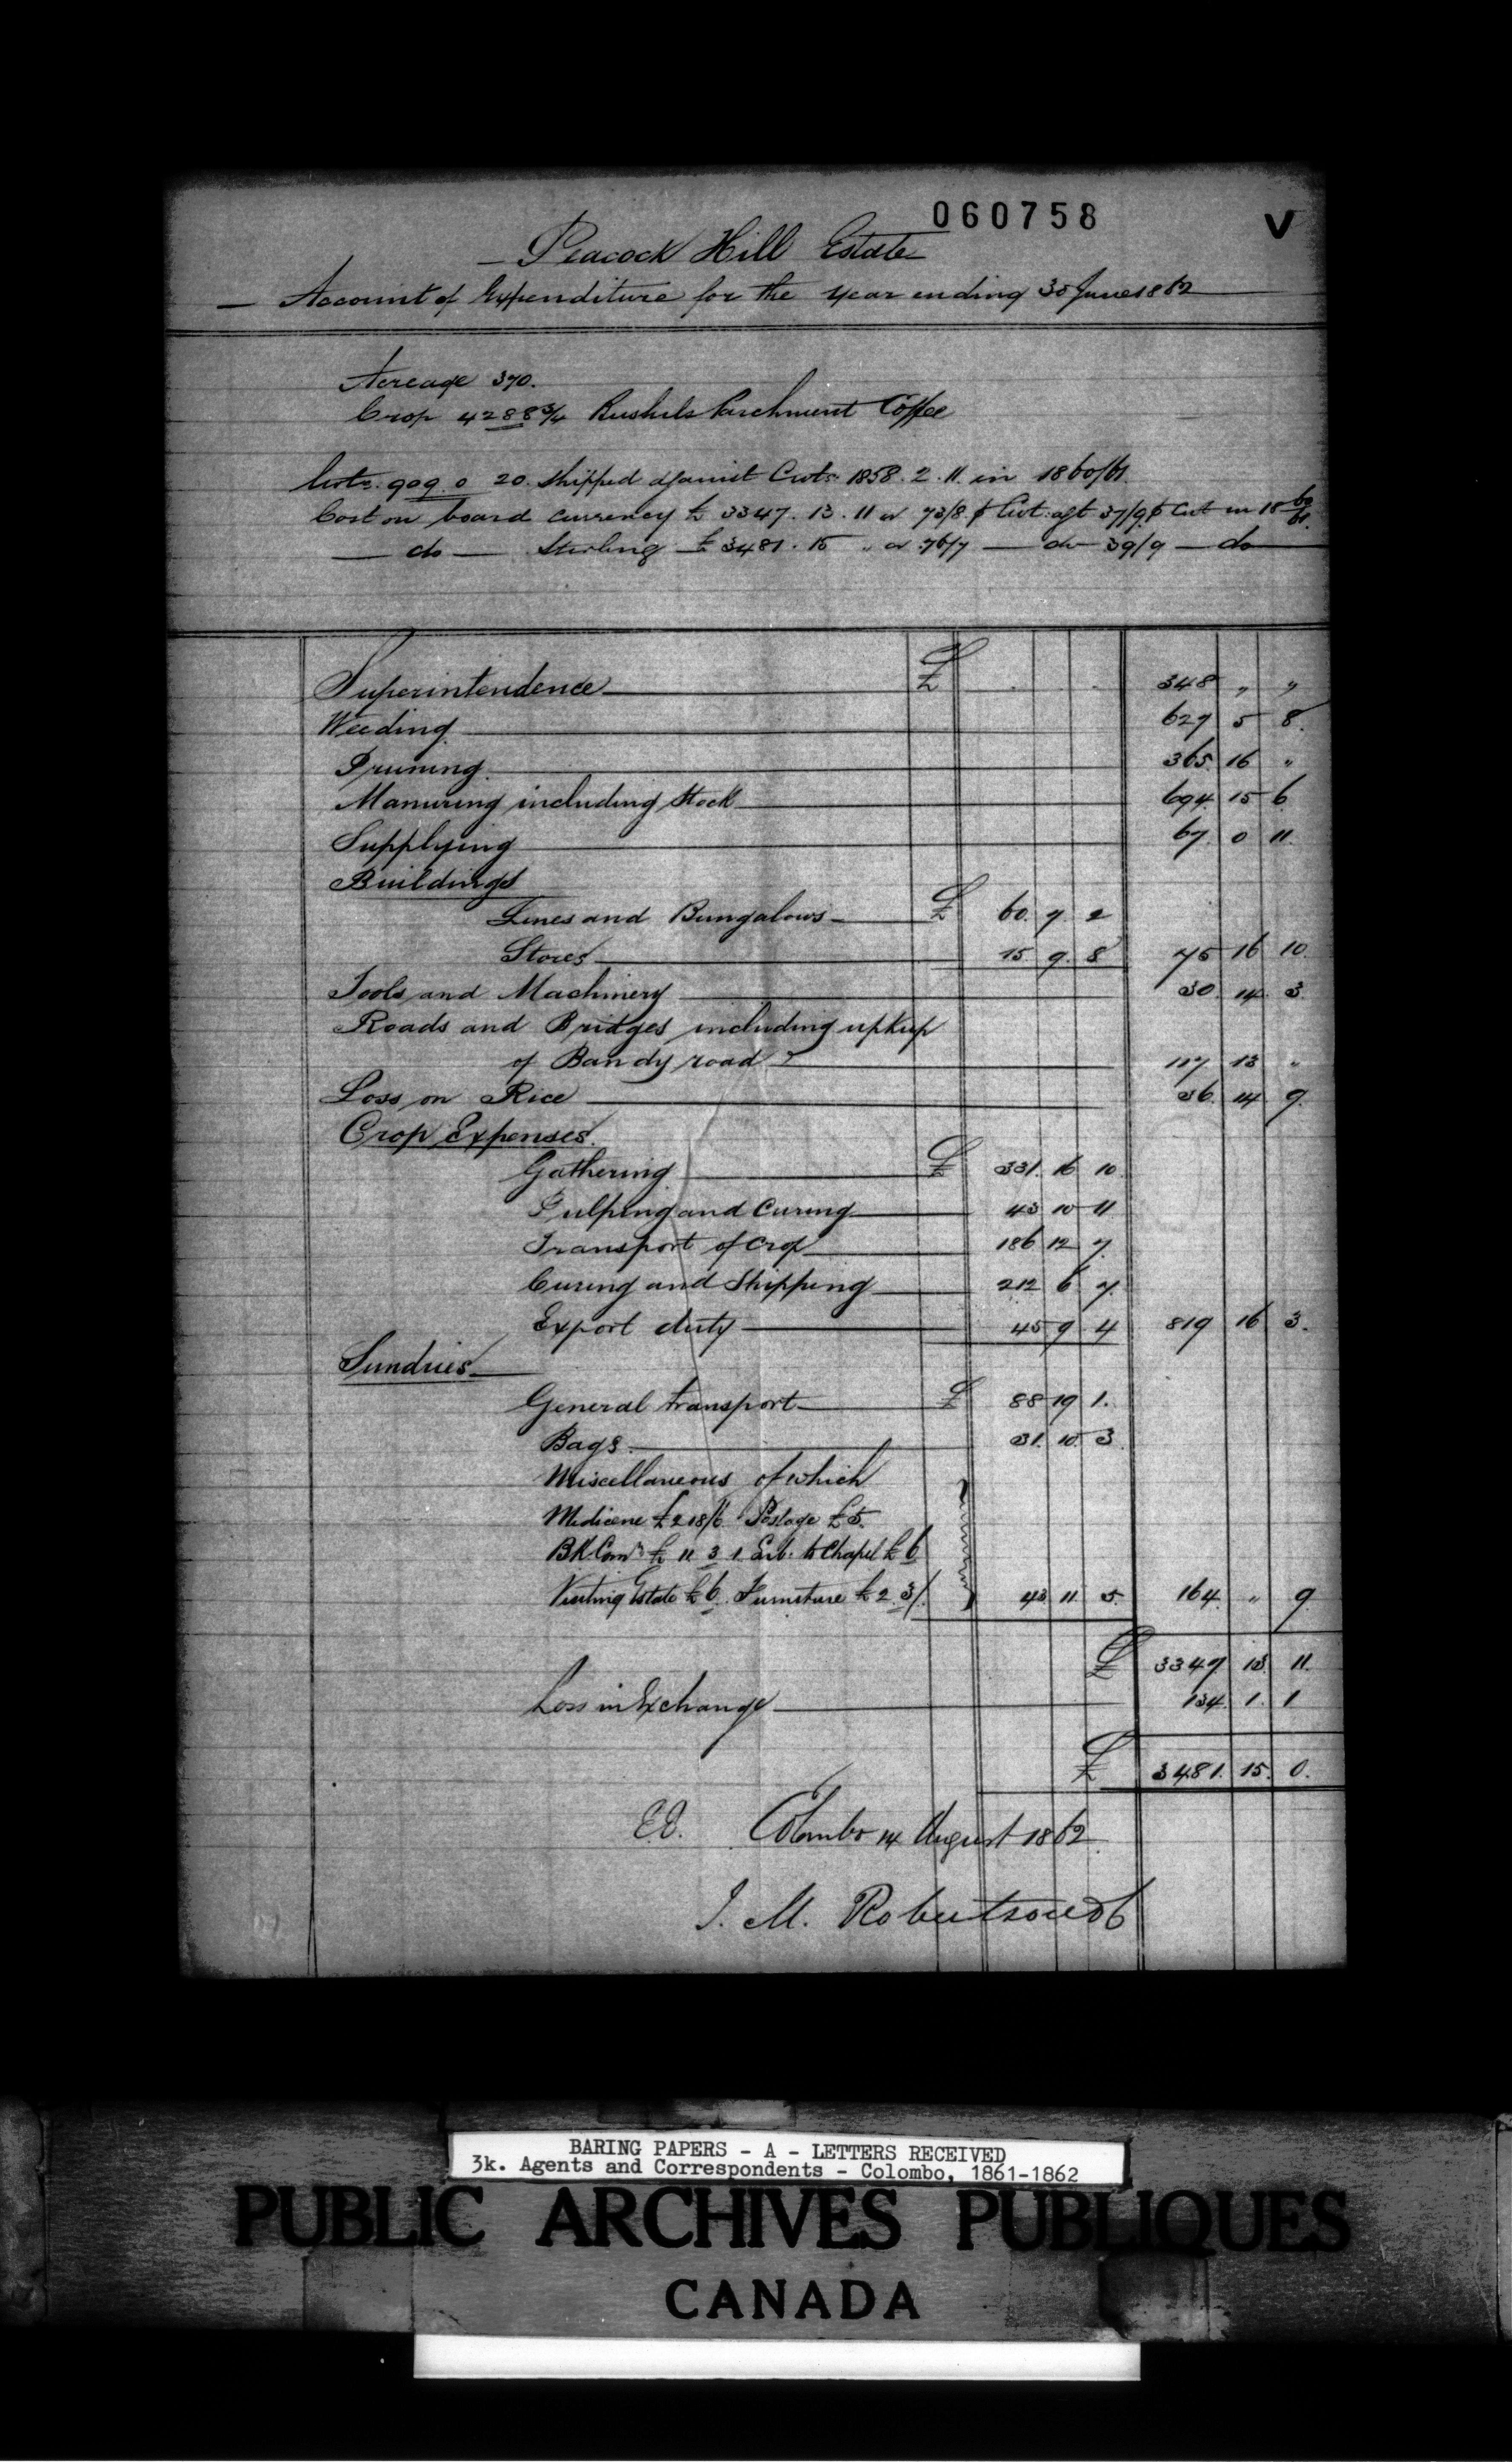 060758
V
Peacock Hill Estate
Account of Expenditure for the year ending 30 June 1862
Acreage 370.
Crop 4288 3/4 Bushels Parchment Coffee
Cwts. 909. 0 20. shipped against Cwts. 1858. 2. 11. in 1860/61.
Cost on board currency £ 3347. 13. 11 or 73/8. ₱ Cwt. agt 37/9 ₱ Cwt in 1860/61.
— do — Sterling £ 3481. 15 " or 76/7 — do 39/9 — do
Superintendence £ 348 " "
Weeding 627 5 8.
Pruning 365. 16 "
Manuring including Stock 694. 15 6
Supplying 67. 0 11.
Buildings
Lines and Bungalows £ 60. 7. 2
Stores 15 9. 8 75 16 10.
Tools and Machinery 30. 14. 3.
Roads and Bridges including upkeep
of Bandy road 117 13 "
Loss on Rice 36. 14 9.
Crop Expenses.
Gathering £ 331. 16 10.
Pulping and Curing 43 10 11
Transport of Crop 186 12 7.
Curing and Shipping 212 6 7
Export duty 45 9 4 819 16 3.
Sundries
General transport £ 88 19 1.
Bags 31. 10. 3.
Miscellaneous of which
Medicine £2 18/6. Postage £5.
BK Comn £ 11 3 1. Sub. to Chapel £6
Visiting Estate £6. Furniture £2. 3/. 43 11 5. 164. " 9
£ 3347 13. 11.
Loss in Exchange 134. 1. 1
£ 3481. 15. 0.
E.E. Colombo 14 August 1862
J. M. Robertson & Co
BARING PAPERS - A - LETTERS RECEIVED
3k. Agents and Correspondents - Colombo, 1861-1862
PUBLIC ARCHIVES PUBLIQUES
CANADA